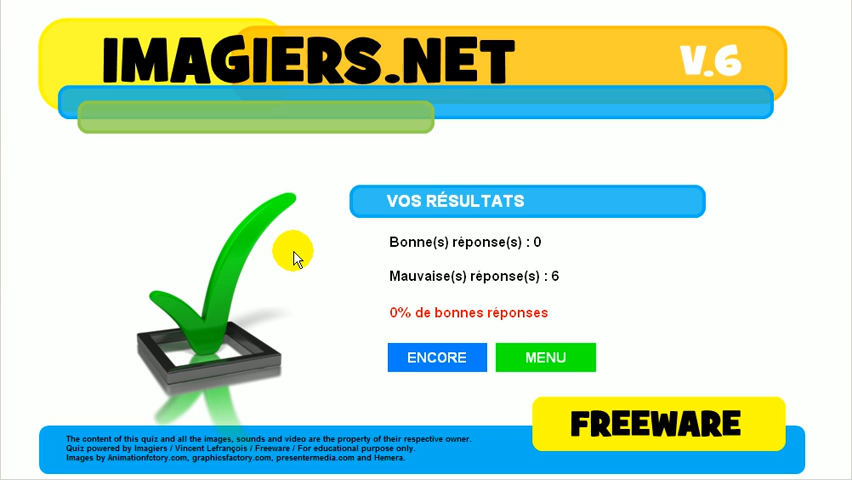 IMAGIERS.NET
V.6
VOS RÉSULTATS
Bonne(s) réponse(s) : 0
Mauvaise(s) réponse(s) : 6
0% de bonnes réponses
ENCORE
MENU
FREEWARE
The content of this quiz and all the images, sounds and video are the property of their respective owner.
Quiz powered by Imagiers / Vincent Lefrançois / Freeware / For educational purpose only.
Images by Animationfctory.com, graphicsfactory.com, presentermedia.com and Hemera.